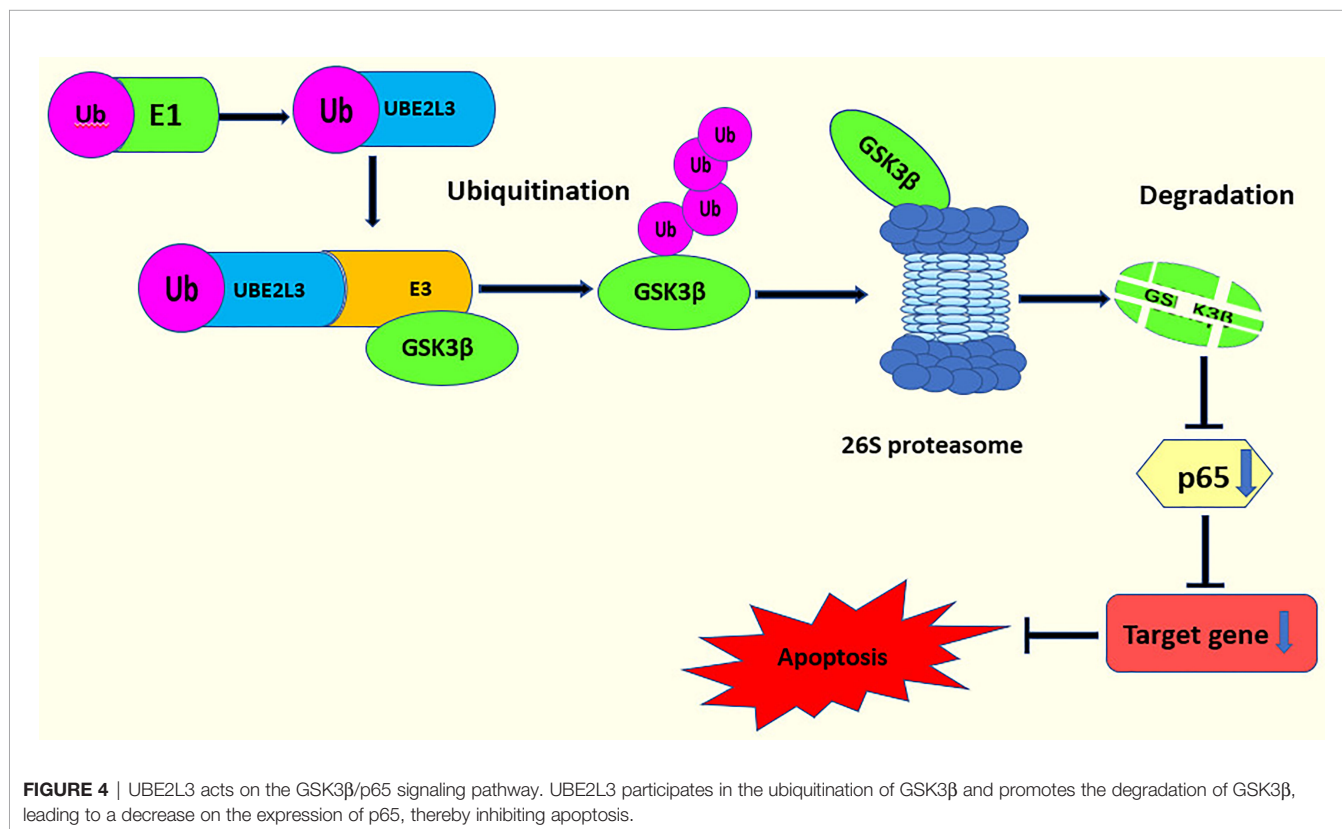 Ub E1
Ub UBE2L3
Ubiquitination
Ub
Ub
Ub
Ub
GSK3β
Degradation
Ub UBE2L3 E3
GSK3β
GSK3β
GSK3β
26S proteasome
p65
Target gene
Apoptosis
FIGURE 4 | UBE2L3 acts on the GSK3β/p65 signaling pathway. UBE2L3 participates in the ubiquitination of GSK3β and promotes the degradation of GSK3β,
leading to a decrease on the expression of p65, thereby inhibiting apoptosis.